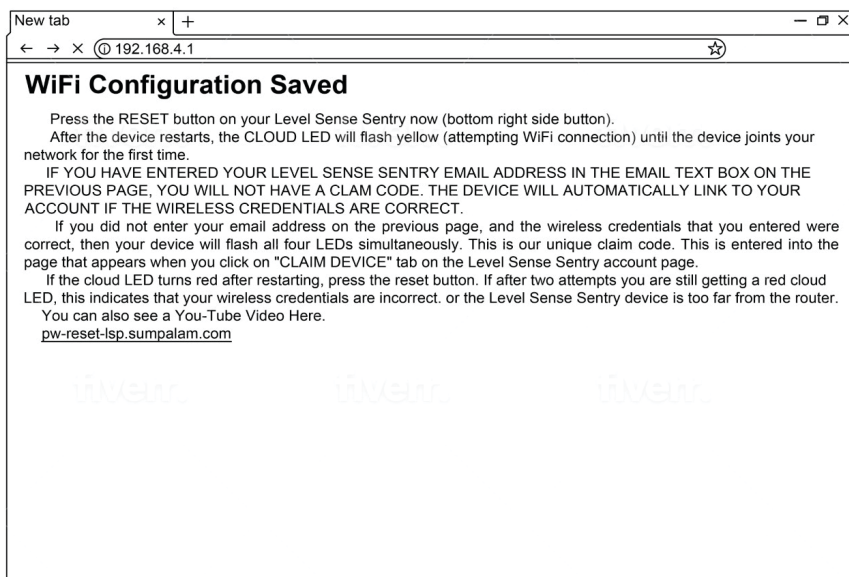 New tab
192.168.4.1
WiFi Configuration Saved
Press the RESET button on your Level Sense Sentry now (bottom right side button).
After the device restarts, the CLOUD LED will flash yellow (attempting WiFi connection) until the device joints your
network for the first time.
IF YOU HAVE ENTERED YOUR LEVEL SENSE SENTRY EMAIL ADDRESS IN THE EMAIL TEXT BOX ON THE
PREVIOUS PAGE, YOU WILL NOT HAVE A CLAM CODE. THE DEVICE WILL AUTOMATICALLY LINK TO YOUR
ACCOUNT IF THE WIRELESS CREDENTIALS ARE CORRECT.
If you did not enter your email address on the previous page, and the wireless credentials that you entered were
correct, then your device will flash all four LEDs simultaneously. This is our unique claim code. This is entered into the
page that appears when you click on "CLAIM DEVICE" tab on the Level Sense Sentry account page.
If the cloud LED turns red after restarting, press the reset button. If after two attempts you are still getting a red cloud
LED, this indicates that your wireless credentials are incorrect. or the Level Sense Sentry device is too far from the router.
You can also see a You-Tube Video Here.
pw-reset-lsp.sumpalam.com
fiverr.
fiverr.
fiverr.